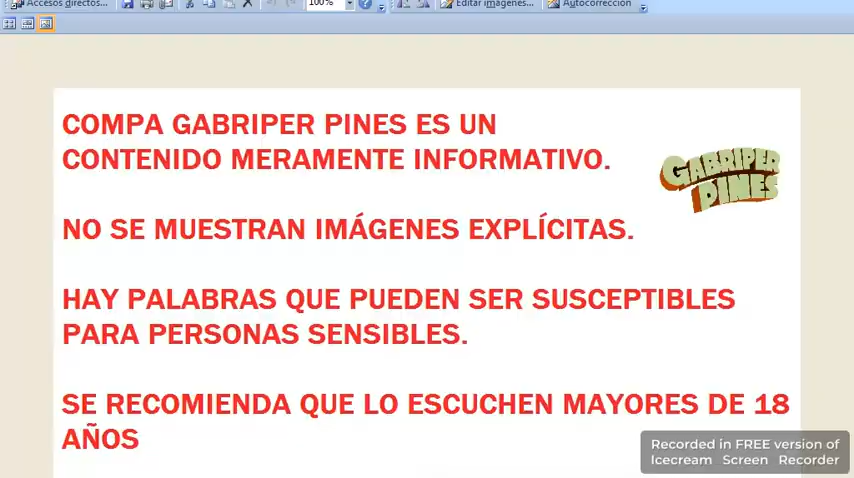 Accesos directos... 100% Editar imágenes... Autocorrección
COMPA GABRIPER PINES ES UN
CONTENIDO MERAMENTE INFORMATIVO.
GABRIPER
PINES
NO SE MUESTRAN IMÁGENES EXPLÍCITAS.
HAY PALABRAS QUE PUEDEN SER SUSCEPTIBLES
PARA PERSONAS SENSIBLES.
SE RECOMIENDA QUE LO ESCUCHEN MAYORES DE 18
AÑOS
Recorded in FREE version of
Icecream Screen Recorder